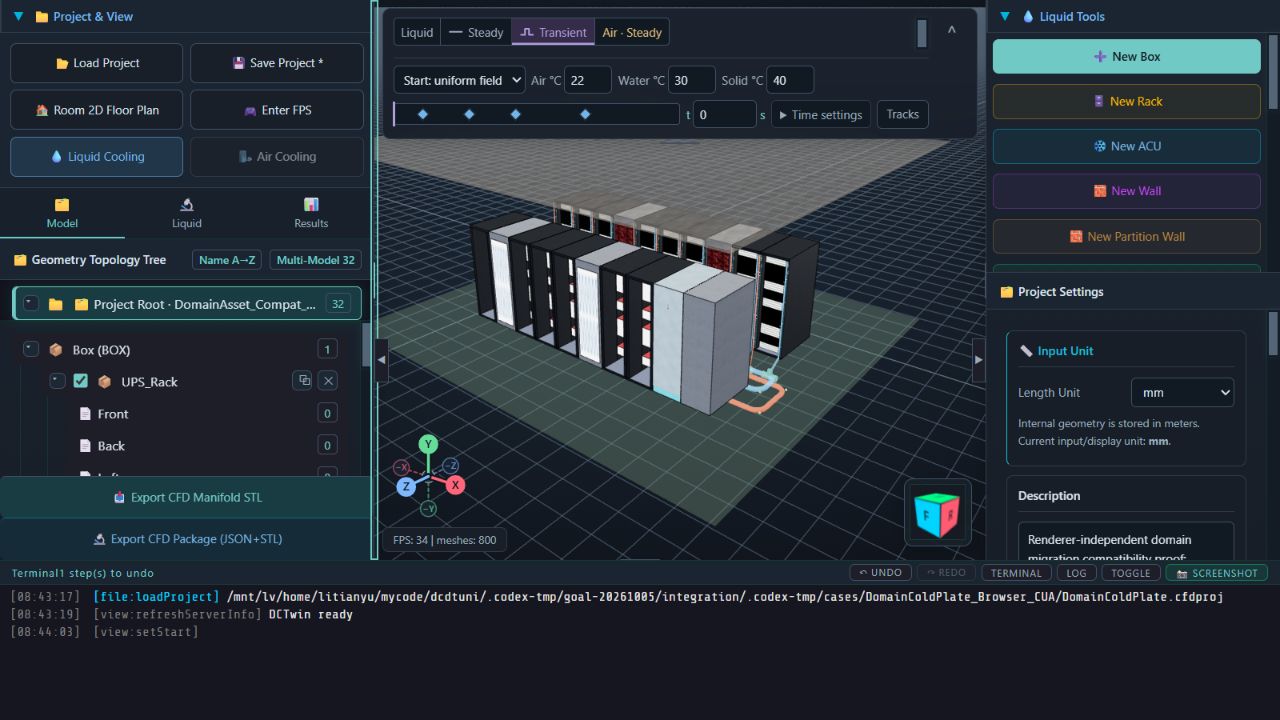 ▼ Project & View
Load Project
Save Project *
Room 2D Floor Plan
Enter FPS
Liquid Cooling
Air Cooling
Model
Liquid
Results
Geometry Topology Tree
Name A→Z
Multi-Model 32
Project Root · DomainAsset_Compat_...
32
Box (BOX)
1
UPS_Rack
Front
0
Back
0
Export CFD Manifold STL
Export CFD Package (JSON+STL)
Liquid
Steady
Transient
Air · Steady
Start: uniform field
Air °C 22
Water °C 30
Solid °C 40
t 0 s
Time settings
Tracks
Y
X
Z
−X
−Z
−Y
F
R
FPS: 34 | meshes: 800
▼ Liquid Tools
New Box
New Rack
New ACU
New Wall
New Partition Wall
Project Settings
Input Unit
Length Unit
mm
Internal geometry is stored in meters.
Current input/display unit: mm.
Description
Renderer-independent domain
migration compatibility proof:
Terminal1 step(s) to undo
UNDO
REDO
TERMINAL
LOG
TOGGLE
SCREENSHOT
[08:43:17] [file:loadProject] /mnt/lv/home/litianyu/mycode/dcdtuni/.codex-tmp/goal-20261005/integration/.codex-tmp/cases/DomainColdPlate_Browser_CUA/DomainColdPlate.cfdproj
[08:43:19] [view:refreshServerInfo] DCTwin ready
[08:44:03] [view:setStart]